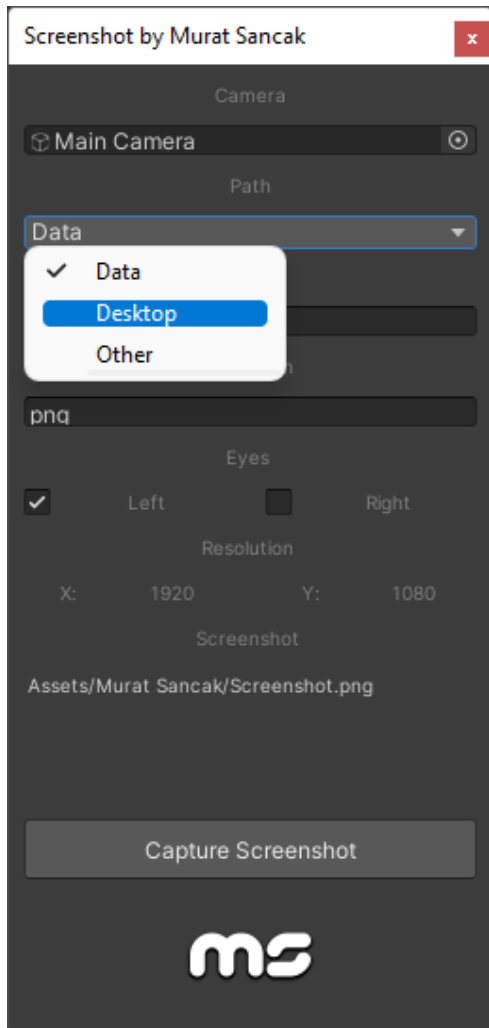 Screenshot by Murat Sancak
x
Camera
Main Camera
Path
Data
Data
Desktop
Other
png
Eyes
Left Right
Resolution
X: 1920 Y: 1080
Screenshot
Assets/Murat Sancak/Screenshot.png
Capture Screenshot
ms